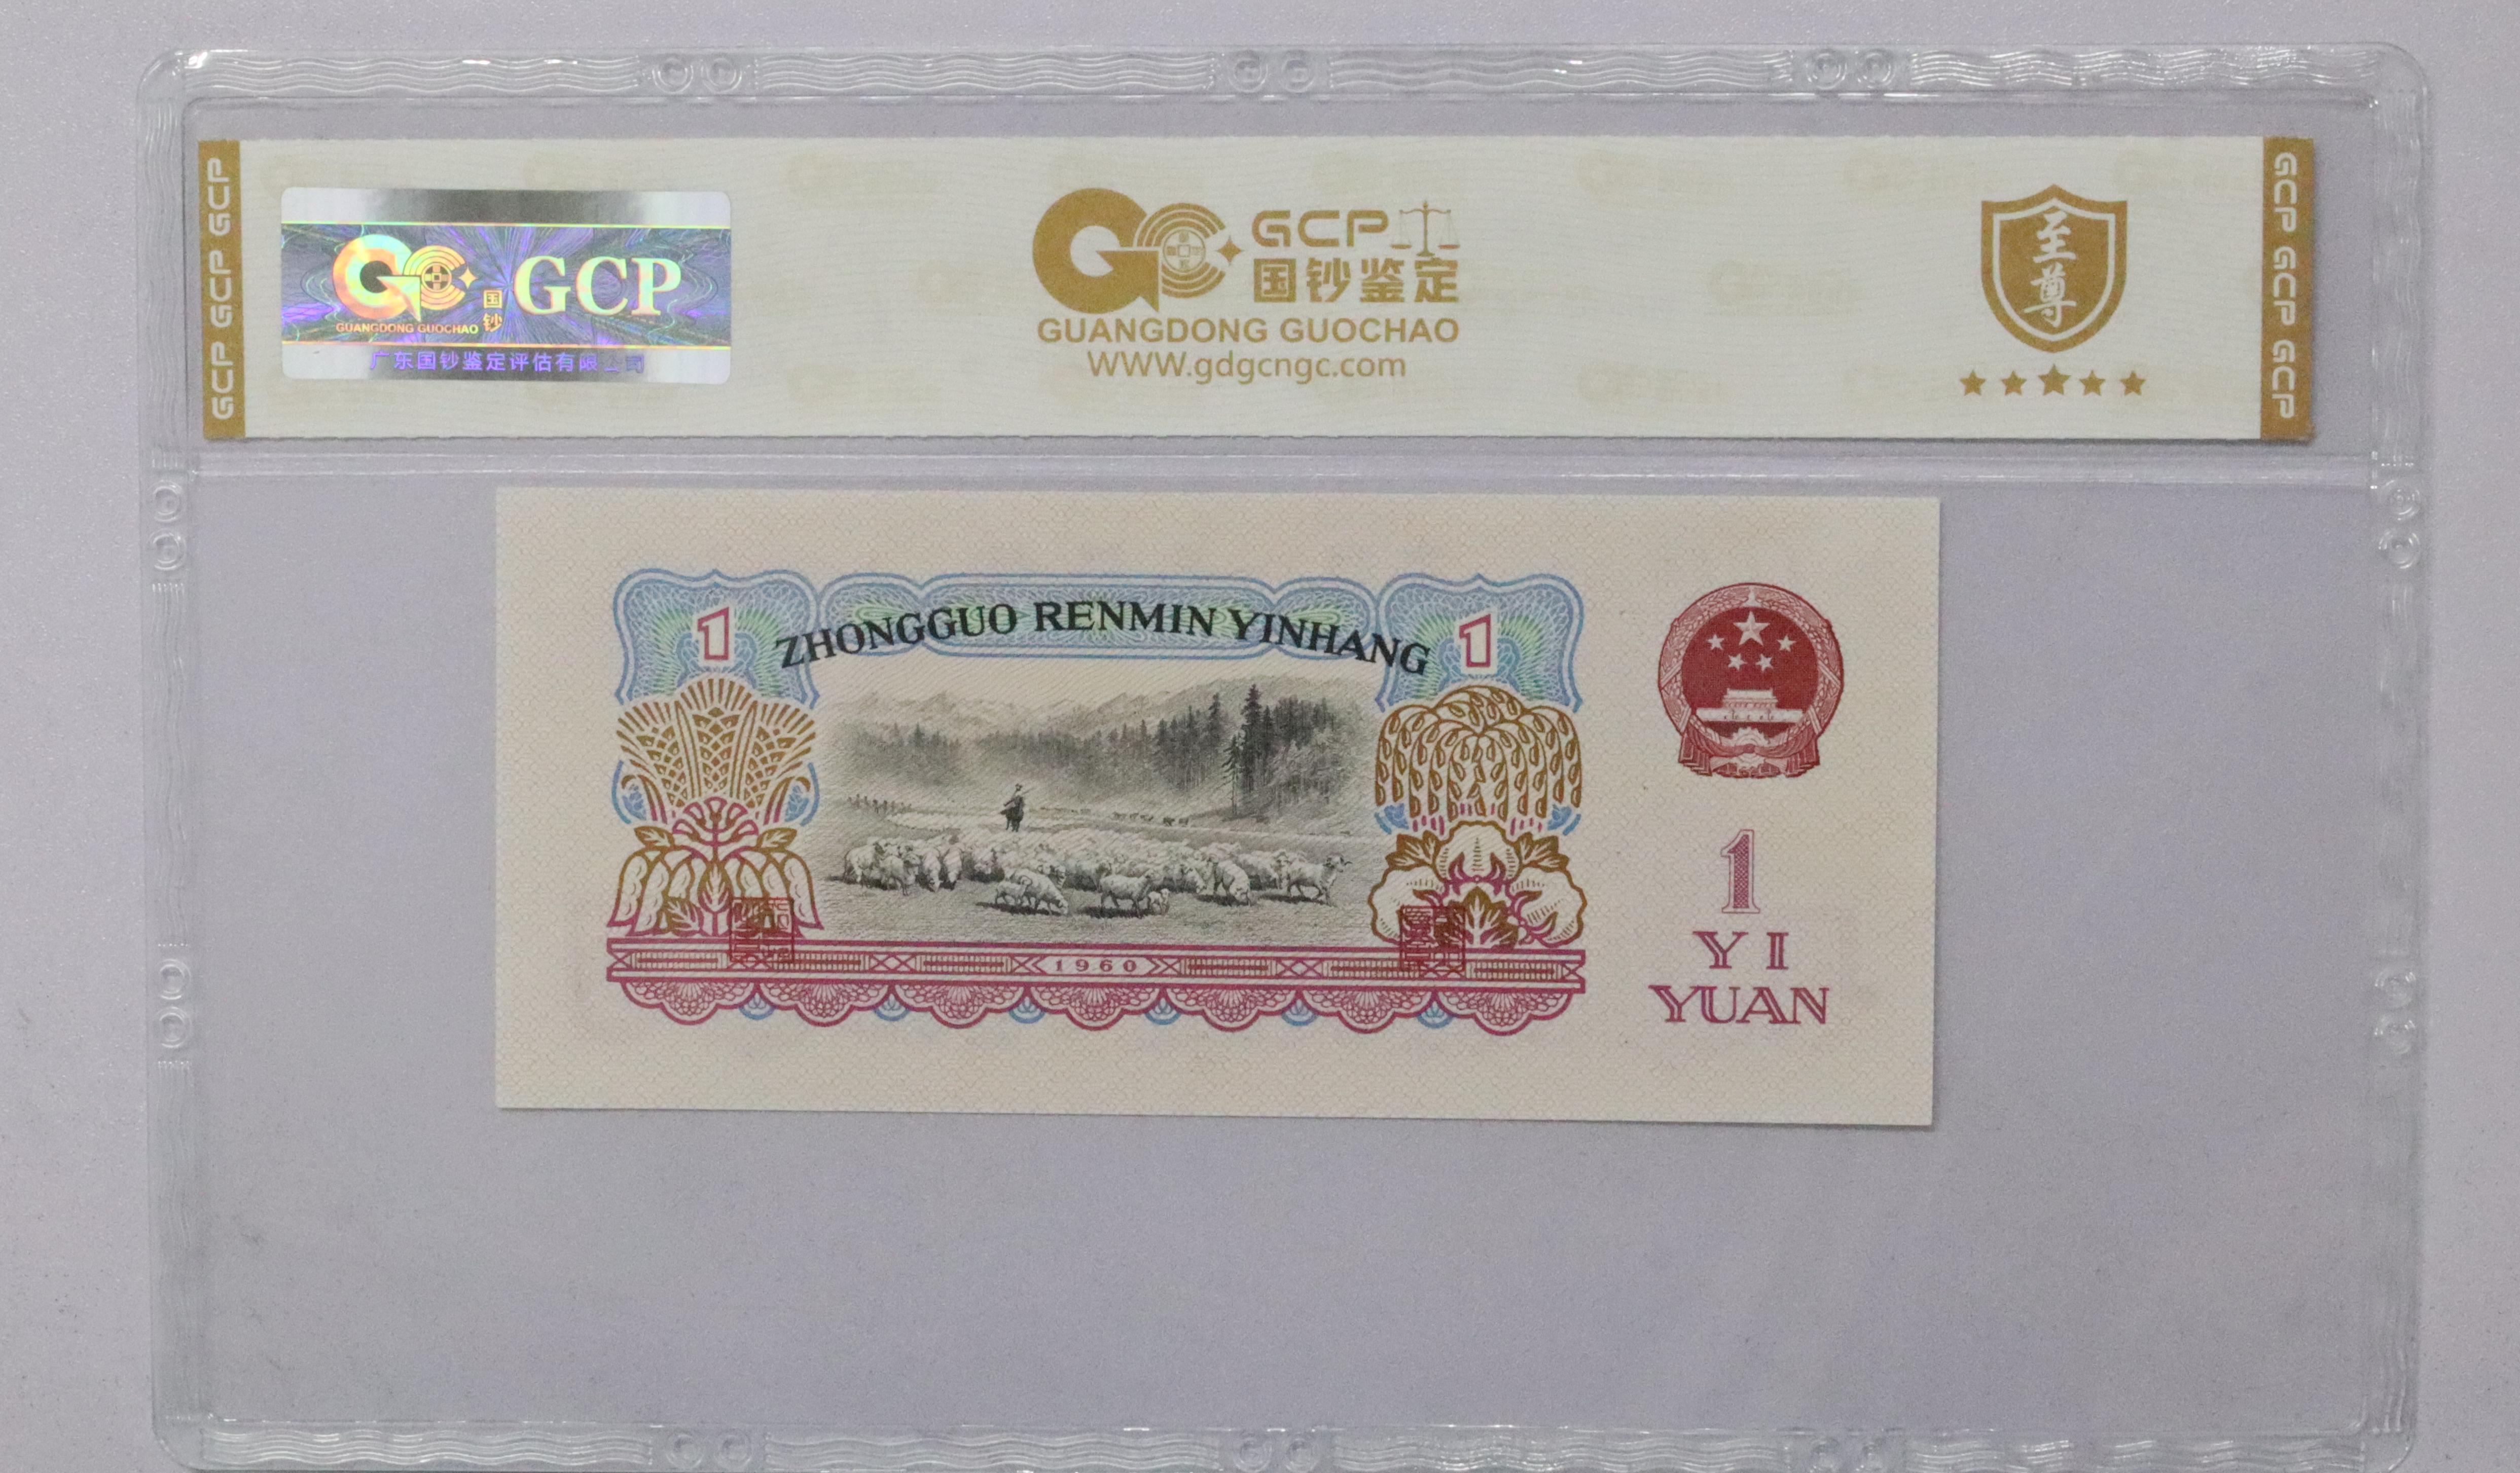 GCP GCP GCP
国钞 GCP
GUANGDONG GUOCHAO
广东国钞鉴定评估有限公司
GCP
国钞鉴定
GUANGDONG GUOCHAO
WWW.gdgcngc.com
至尊
GCP GCP GCP
1 ZHONGGUO RENMIN YINHANG 1
1960
1
YI
YUAN